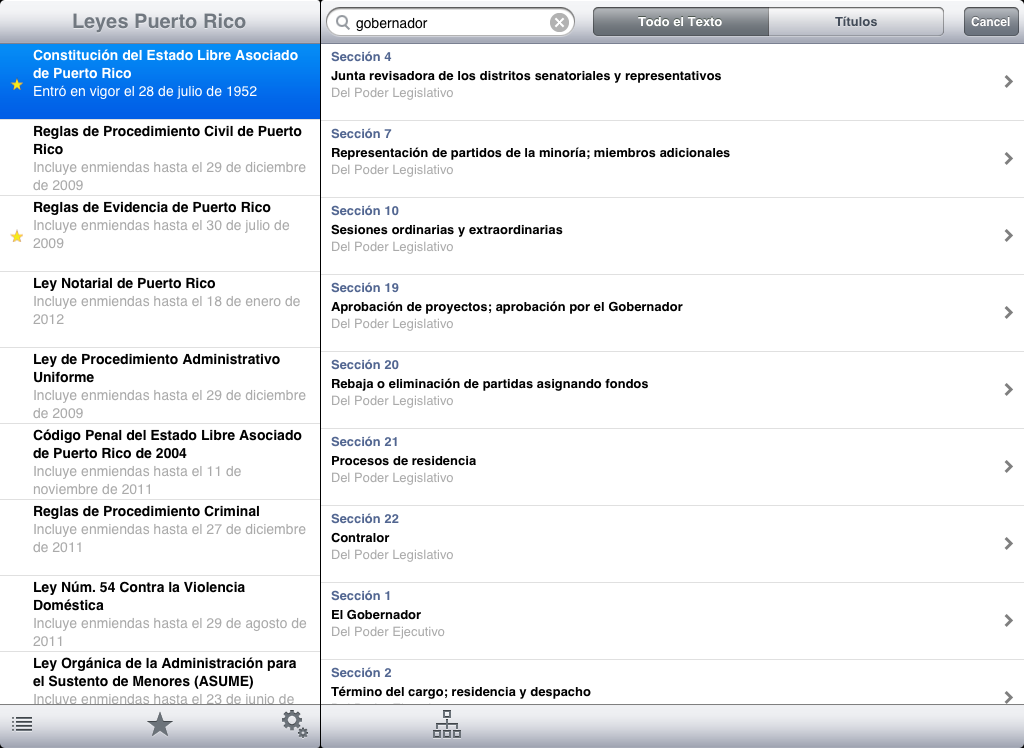 Leyes Puerto Rico
Constitución del Estado Libre Asociado
de Puerto Rico
Entró en vigor el 28 de julio de 1952
Reglas de Procedimiento Civil de Puerto
Rico
Incluye enmiendas hasta el 29 de diciembre
de 2009
Reglas de Evidencia de Puerto Rico
Incluye enmiendas hasta el 30 de julio de
2009
Ley Notarial de Puerto Rico
Incluye enmiendas hasta el 18 de enero de
2012
Ley de Procedimiento Administrativo
Uniforme
Incluye enmiendas hasta el 29 de diciembre
de 2009
Código Penal del Estado Libre Asociado
de Puerto Rico de 2004
Incluye enmiendas hasta el 11 de
noviembre de 2011
Reglas de Procedimiento Criminal
Incluye enmiendas hasta el 27 de diciembre
de 2011
Ley Núm. 54 Contra la Violencia
Doméstica
Incluye enmiendas hasta el 29 de agosto de
2011
Ley Orgánica de la Administración para
el Sustento de Menores (ASUME)
Incluye enmiendas hasta el 23 de junio de
gobernador
Todo el Texto
Títulos
Cancel
Sección 4
Junta revisadora de los distritos senatoriales y representativos
Del Poder Legislativo
Sección 7
Representación de partidos de la minoría; miembros adicionales
Del Poder Legislativo
Sección 10
Sesiones ordinarias y extraordinarias
Del Poder Legislativo
Sección 19
Aprobación de proyectos; aprobación por el Gobernador
Del Poder Legislativo
Sección 20
Rebaja o eliminación de partidas asignando fondos
Del Poder Legislativo
Sección 21
Procesos de residencia
Del Poder Legislativo
Sección 22
Contralor
Del Poder Legislativo
Sección 1
El Gobernador
Del Poder Ejecutivo
Sección 2
Término del cargo; residencia y despacho